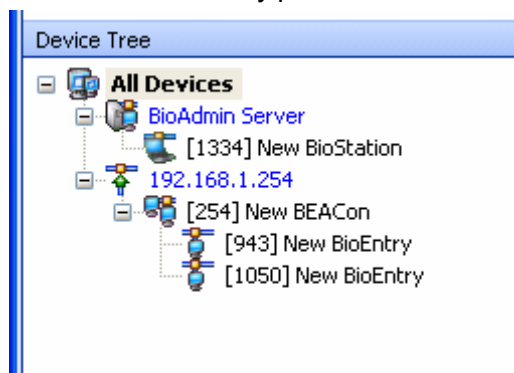 Device Tree
All Devices
BioAdmin Server
[1334] New BioStation
192.168.1.254
[254] New BEACon
[943] New BioEntry
[1050] New BioEntry